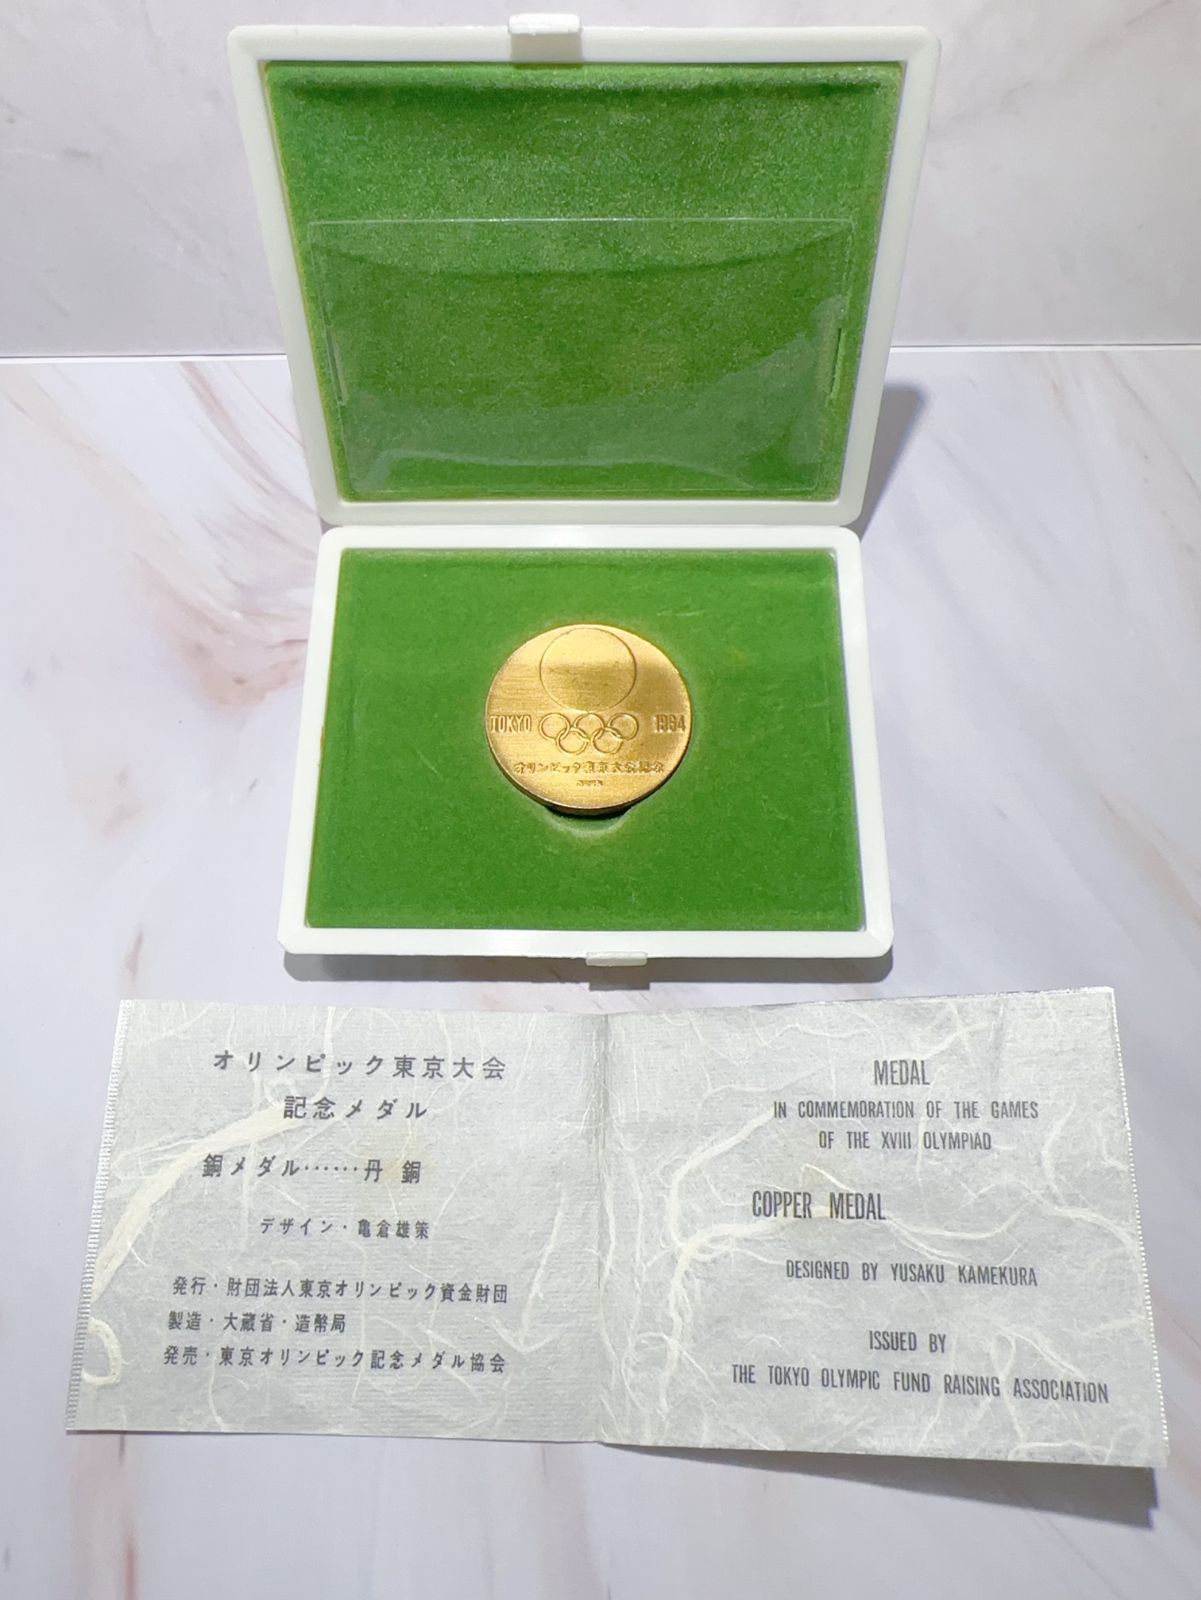 TOKYO 1964
オリンピック東京大会記念
オリンピック東京大会
記念メダル
銅メダル……丹 銅
デザイン・亀倉雄策
発行・財団法人東京オリンピック資金財団
製造・大蔵省・造幣局
発売・東京オリンピック記念メダル協会
MEDAL
IN COMMEMORATION OF THE GAMES
OF THE XVIII OLYMPIAD
COPPER MEDAL
DESIGNED BY YUSAKU KAMEKURA
ISSUED BY
THE TOKYO OLYMPIC FUND RAISING ASSOCIATION